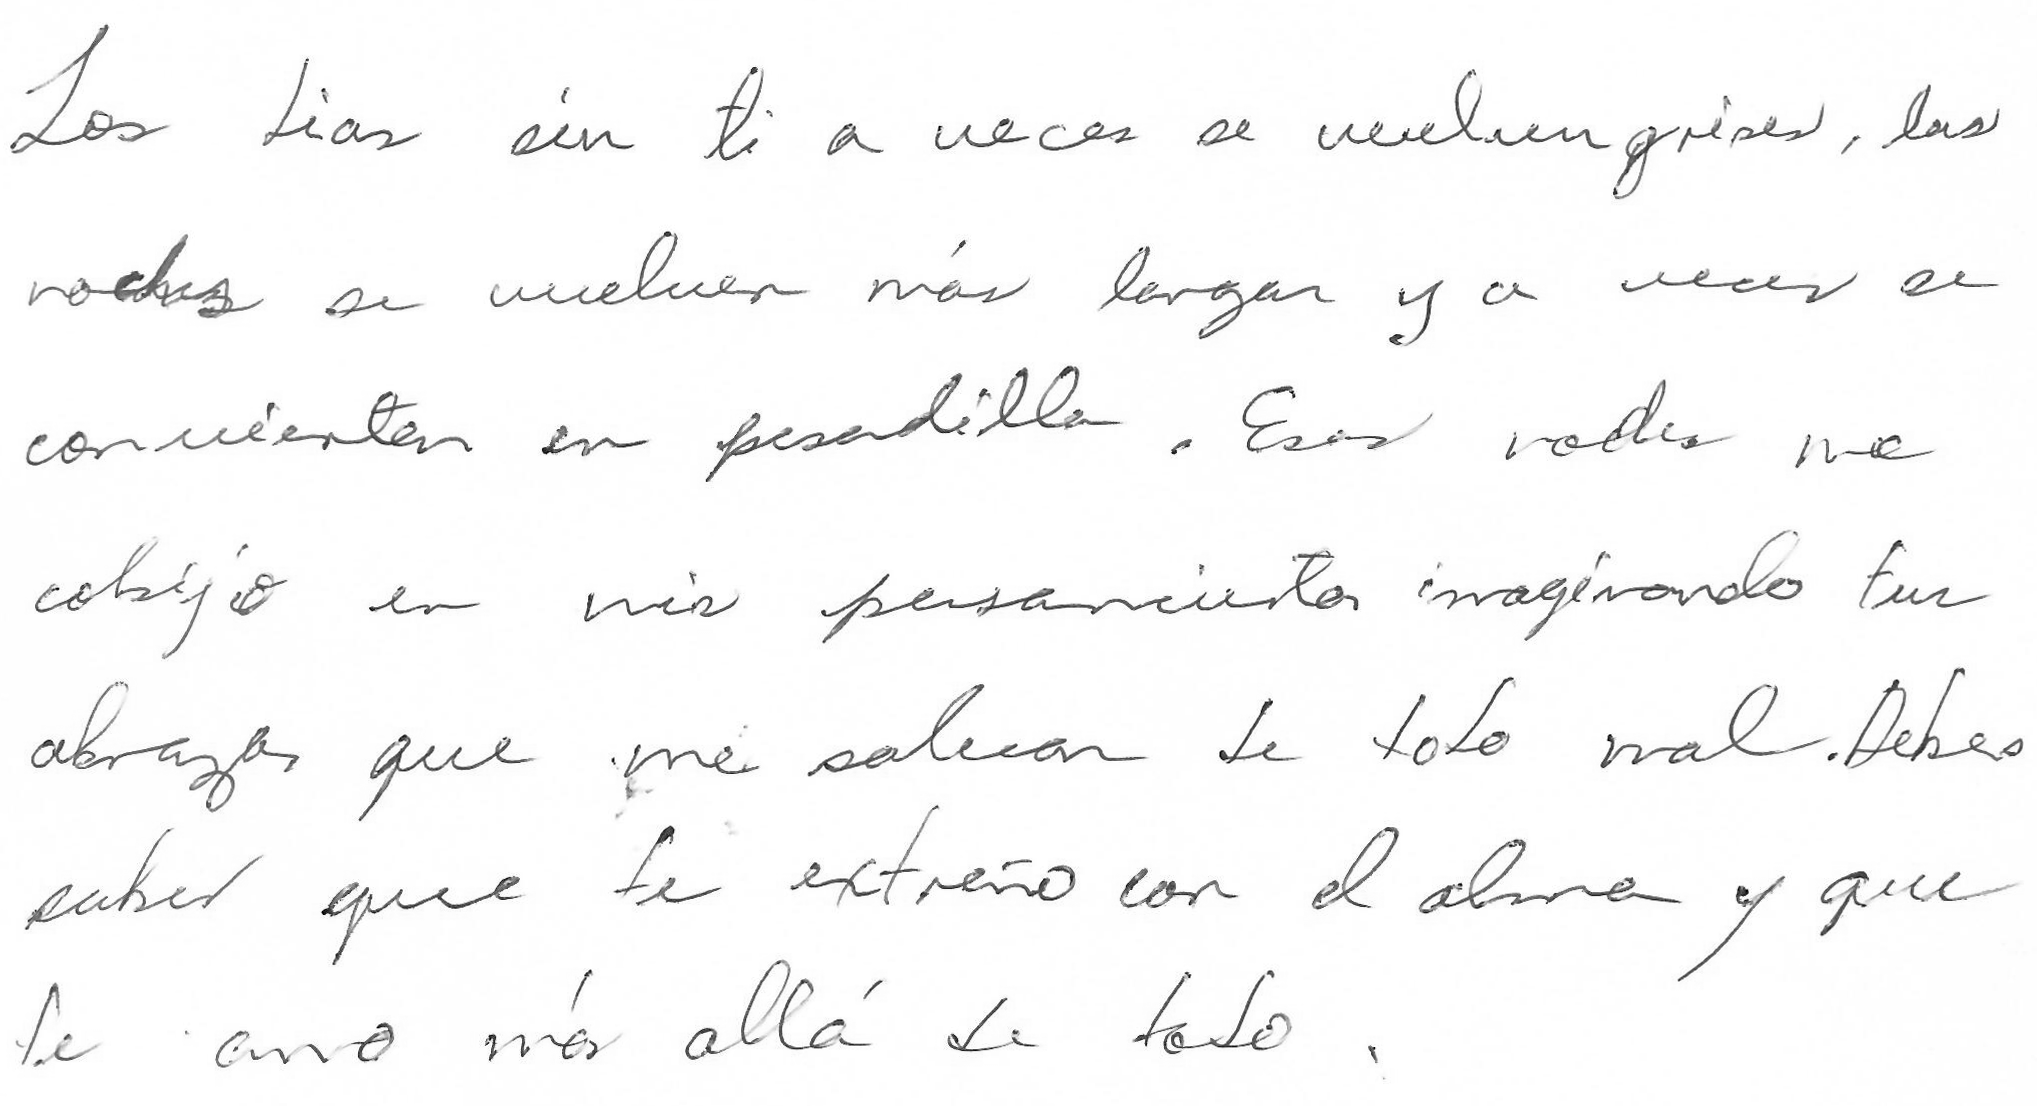 Los dias sin ti a veces se vuelven grises, las
noches se vuelven más largas y a veces se
convierten en pesadilla. Esas noches me
cobijo en mis pensamientos imaginando tus
abrazos que me salvan de todo mal. Debes
saber que te extraño con el alma y que
te amo más allá de todo.